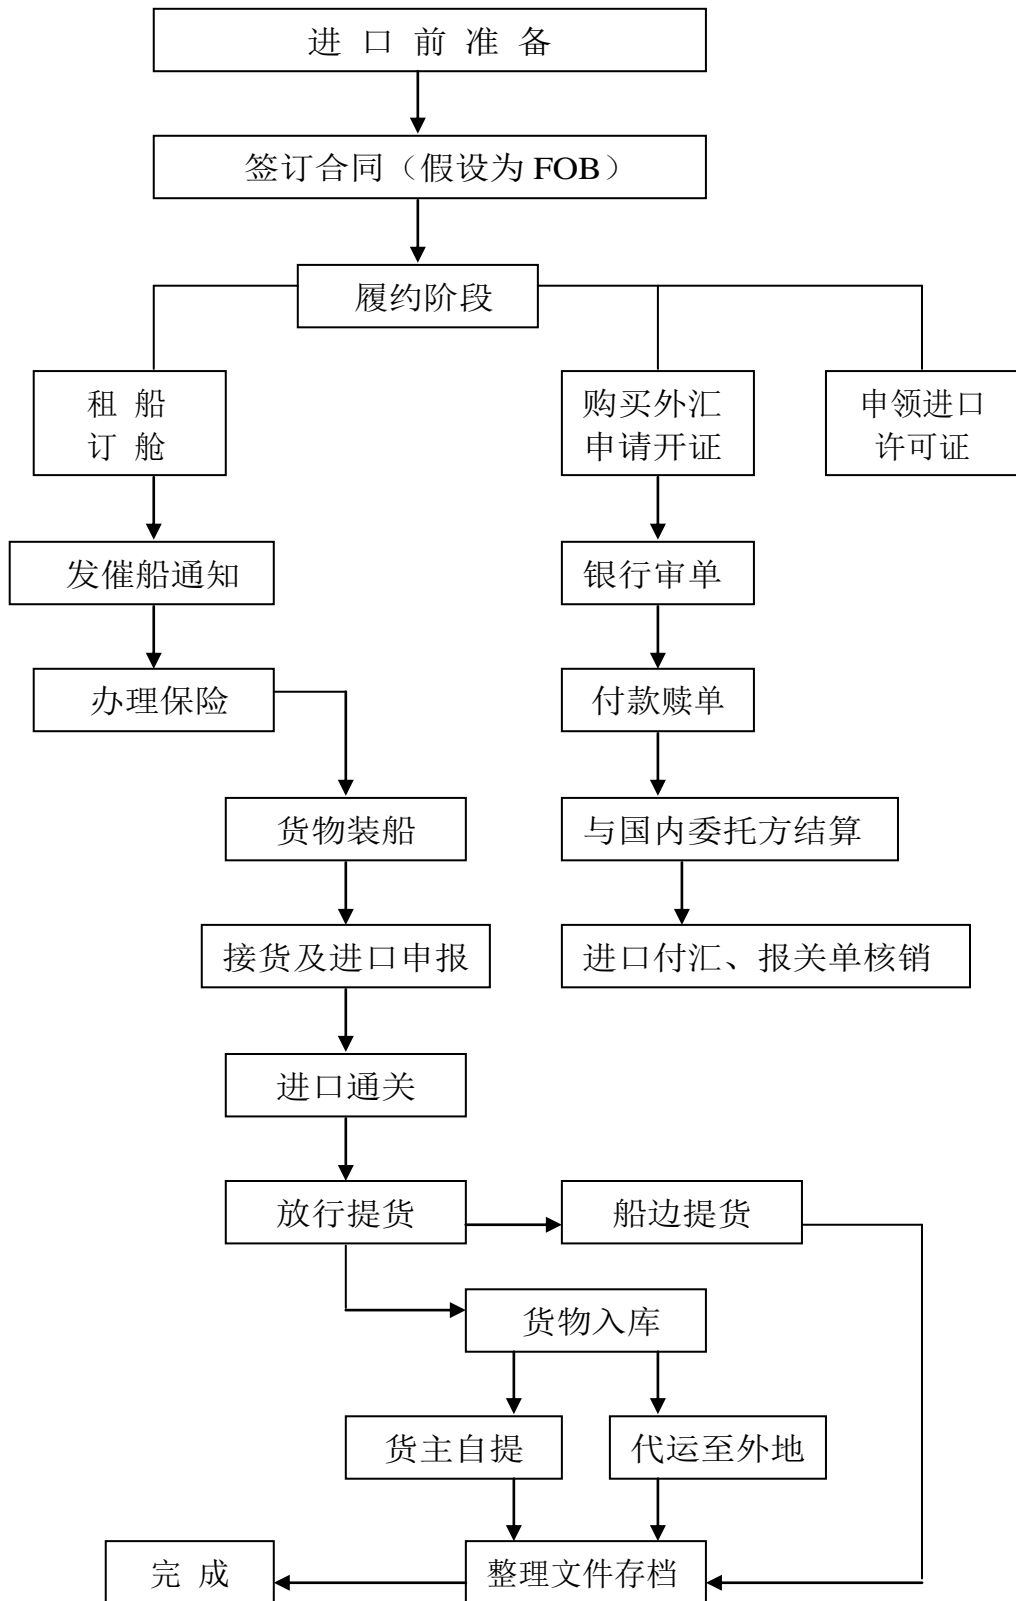 进 口 前 准 备
签订合同（假设为 FOB）
履约阶段
租 船
订 舱
购买外汇
申请开证
申领进口
许可证
发催船通知
银行审单
办理保险
付款赎单
货物装船
与国内委托方结算
接货及进口申报
进口付汇、报关单核销
进口通关
放行提货
船边提货
货物入库
货主自提
代运至外地
完 成
整理文件存档